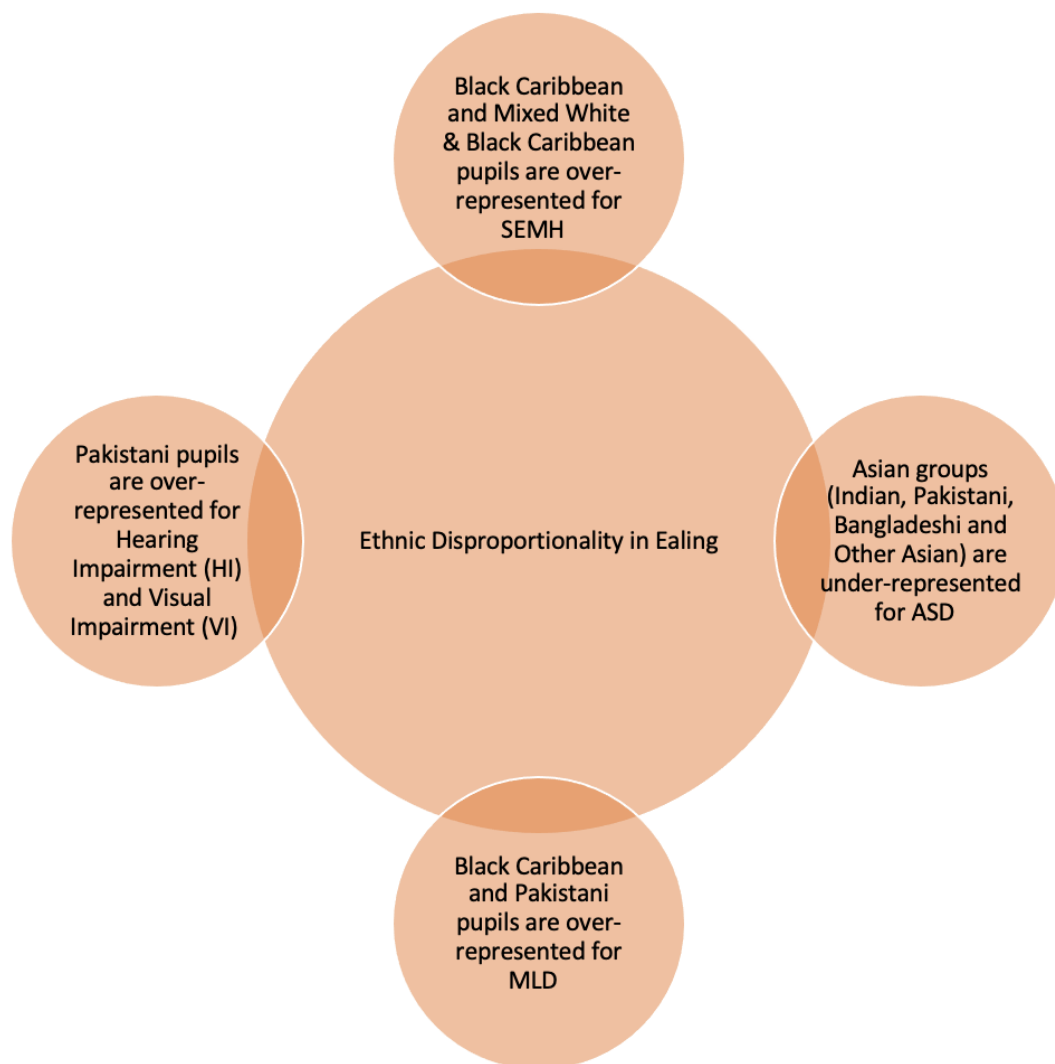 Black Caribbean
and Mixed White
& Black Caribbean
pupils are over-
represented for
SEMH
Pakistani pupils
are over-
represented for
Hearing
Impairment (HI)
and Visual
Impairment (VI)
Ethnic Disproportionality in Ealing
Asian groups
(Indian, Pakistani,
Bangladeshi and
Other Asian) are
under-represented
for ASD
Black Caribbean
and Pakistani
pupils are over-
represented for
MLD